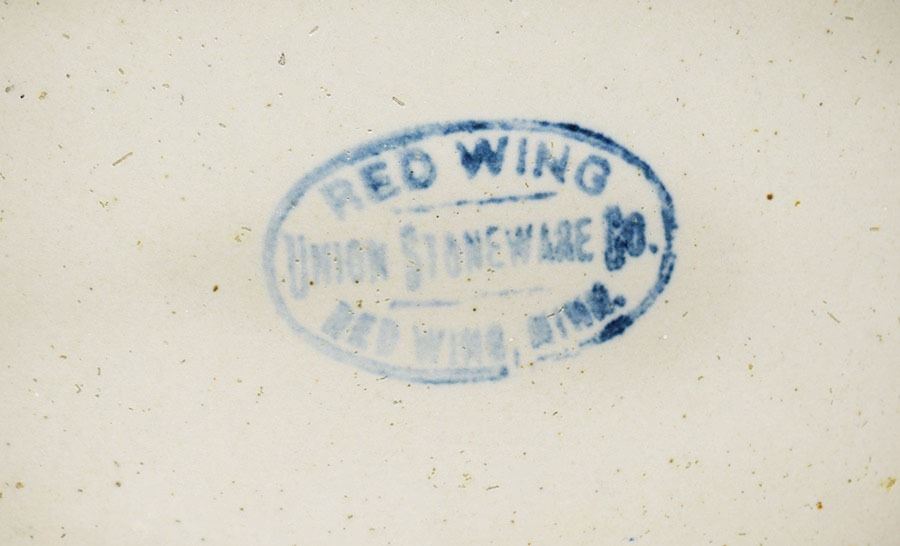 RED WING
UNION STONEWARE CO.
RED WING, MINN.